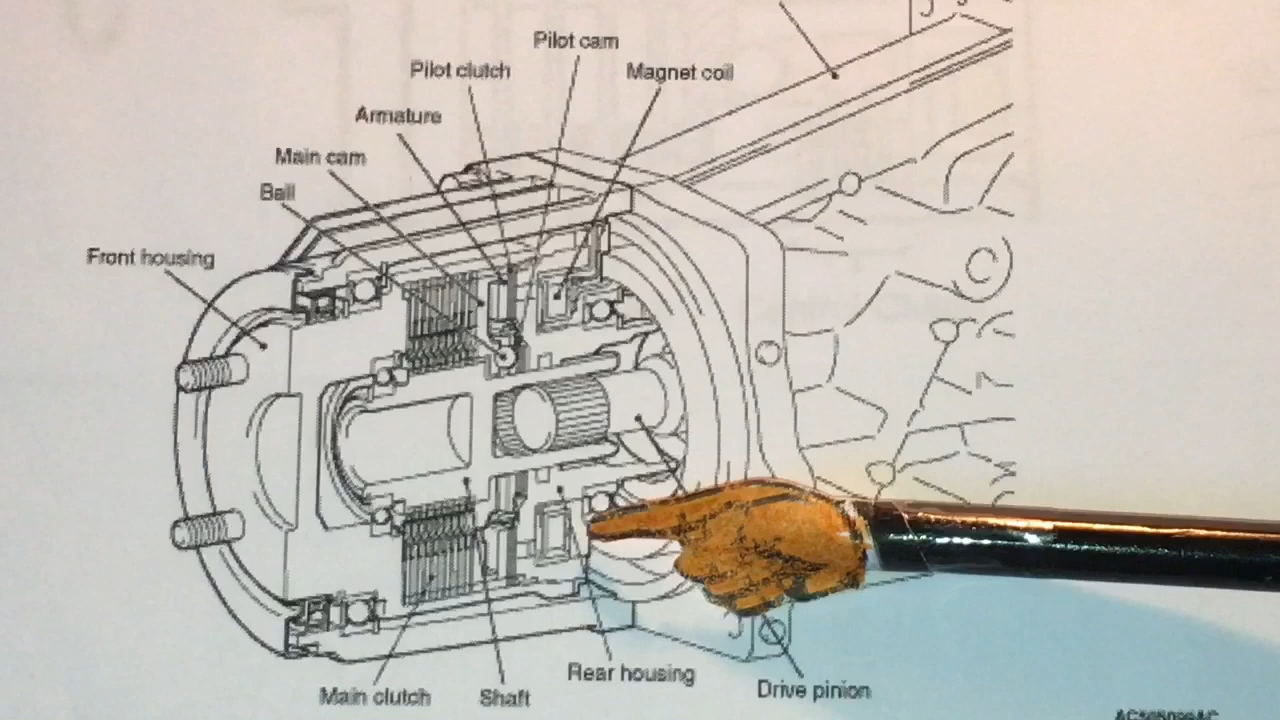 Pilot cam
Pilot clutch
Magnet coil
Armature
Main cam
Ball
Front housing
Rear housing
Main clutch
Shaft
Drive pinion